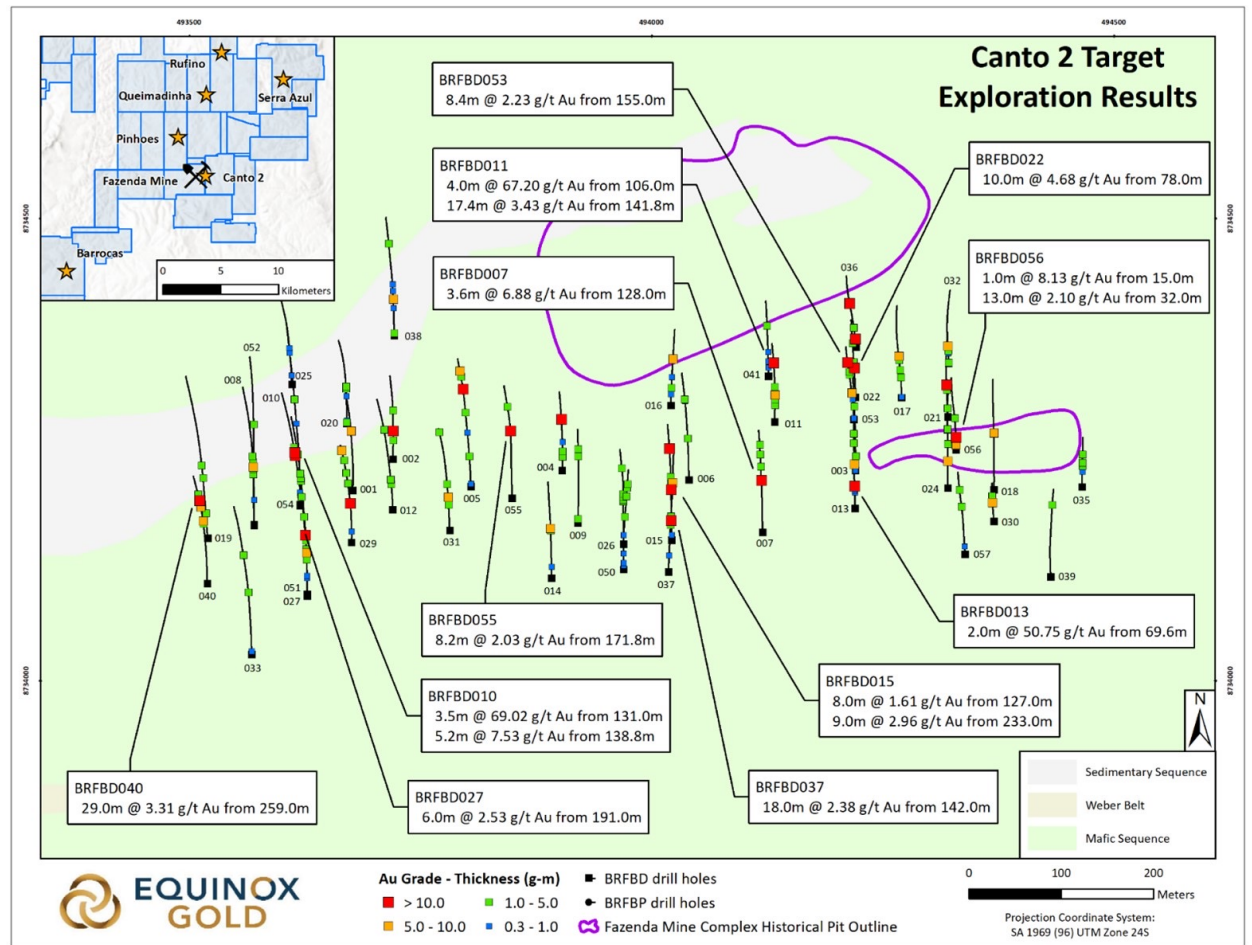 493500
494000
494500
Canto 2 Target
Exploration Results
Rufino
Queimadinha
Serra Azul
Pinhoes
Fazenda Mine
Canto 2
Barrocas
0 5 10
Kilometers
8734500
8734500
8734000
8734000
BRFBD053
8.4m @ 2.23 g/t Au from 155.0m
BRFBD011
4.0m @ 67.20 g/t Au from 106.0m
17.4m @ 3.43 g/t Au from 141.8m
BRFBD007
3.6m @ 6.88 g/t Au from 128.0m
BRFBD022
10.0m @ 4.68 g/t Au from 78.0m
BRFBD056
1.0m @ 8.13 g/t Au from 15.0m
13.0m @ 2.10 g/t Au from 32.0m
036
032
038
052
008
025
010
020
041
016
011
022
053
017
021
056
002
004
005
055
006
003
024
018
035
054
001
012
013
030
019
029
031
009
026
015
007
057
040
051
027
014
050
037
039
033
BRFBD055
8.2m @ 2.03 g/t Au from 171.8m
BRFBD013
2.0m @ 50.75 g/t Au from 69.6m
BRFBD010
3.5m @ 69.02 g/t Au from 131.0m
5.2m @ 7.53 g/t Au from 138.8m
BRFBD015
8.0m @ 1.61 g/t Au from 127.0m
9.0m @ 2.96 g/t Au from 233.0m
BRFBD040
29.0m @ 3.31 g/t Au from 259.0m
BRFBD027
6.0m @ 2.53 g/t Au from 191.0m
BRFBD037
18.0m @ 2.38 g/t Au from 142.0m
N
Sedimentary Sequence
Weber Belt
Mafic Sequence
EQUINOX
GOLD
Au Grade - Thickness (g-m)
> 10.0
1.0 - 5.0
5.0 - 10.0
0.3 - 1.0
BRFBD drill holes
BRFBP drill holes
Fazenda Mine Complex Historical Pit Outline
0 100 200
Meters
Projection Coordinate System:
SA 1969 (96) UTM Zone 24S